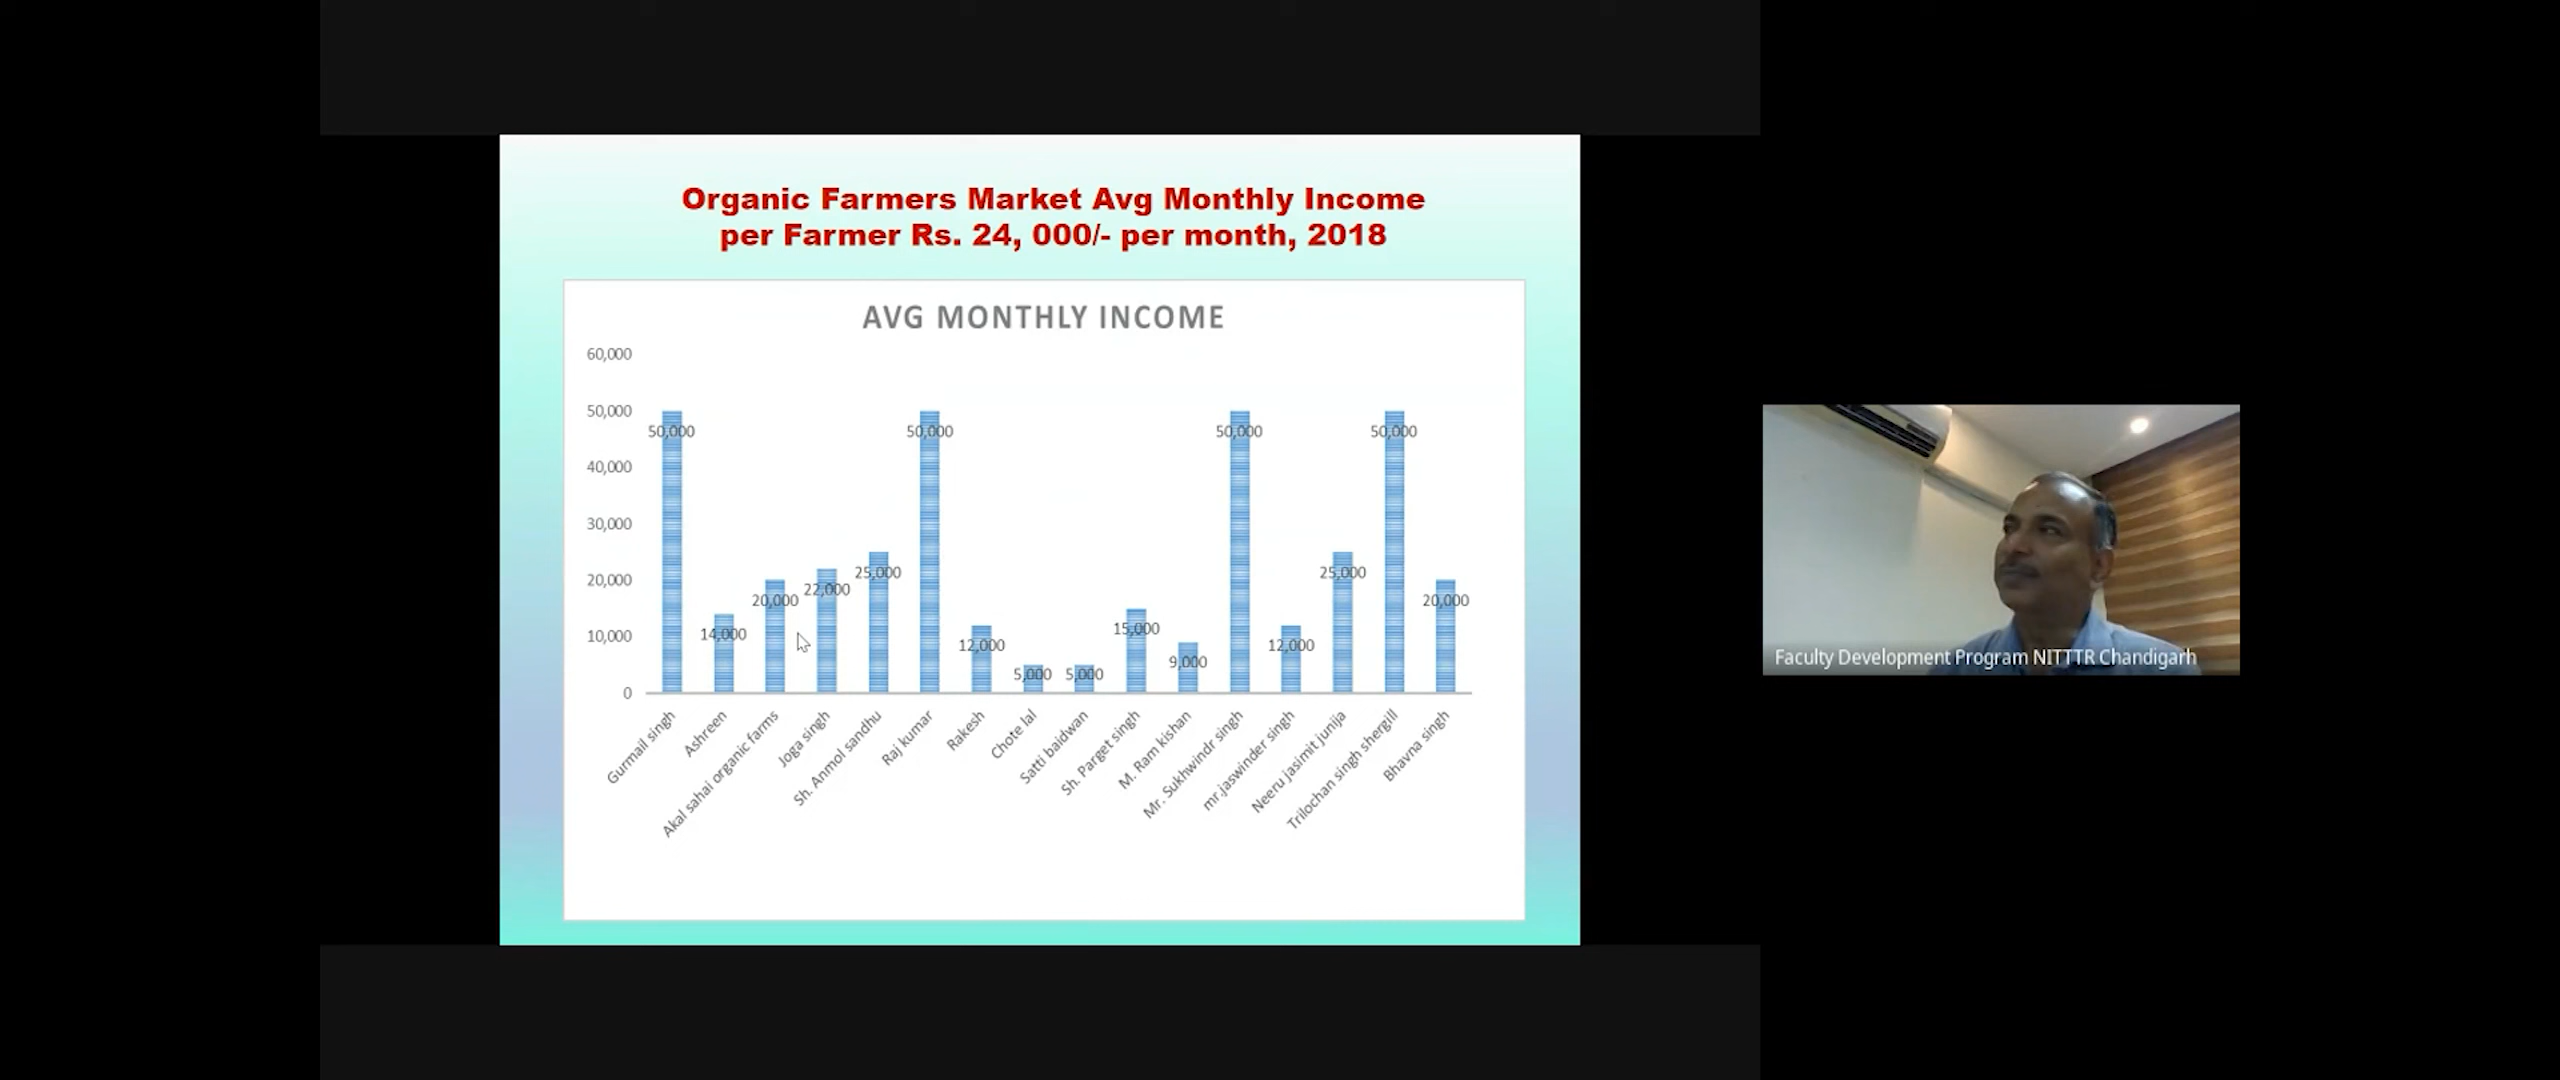 Organic Farmers Market Avg Monthly Income
per Farmer Rs. 24, 000/- per month, 2018
AVG MONTHLY INCOME
60,000
50,000
40,000
30,000
20,000
10,000
0
50,000
14,000
20,000
22,000
25,000
50,000
12,000
5,000
5,000
15,000
9,000
50,000
12,000
25,000
50,000
20,000
Gurmail singh
Ashreen
Akal sahai organic farms
Joga singh
Sh. Anmol sandhu
Raj kumar
Rakesh
Chote lal
Satti baidwan
Sh. Parget singh
M. Ram kishan
Mr. Sukhwindr singh
mr.jaswinder singh
Neeru jasimit junija
Trilochan singh shergill
Bhavna singh
Faculty Development Program NITTTR Chandigarh